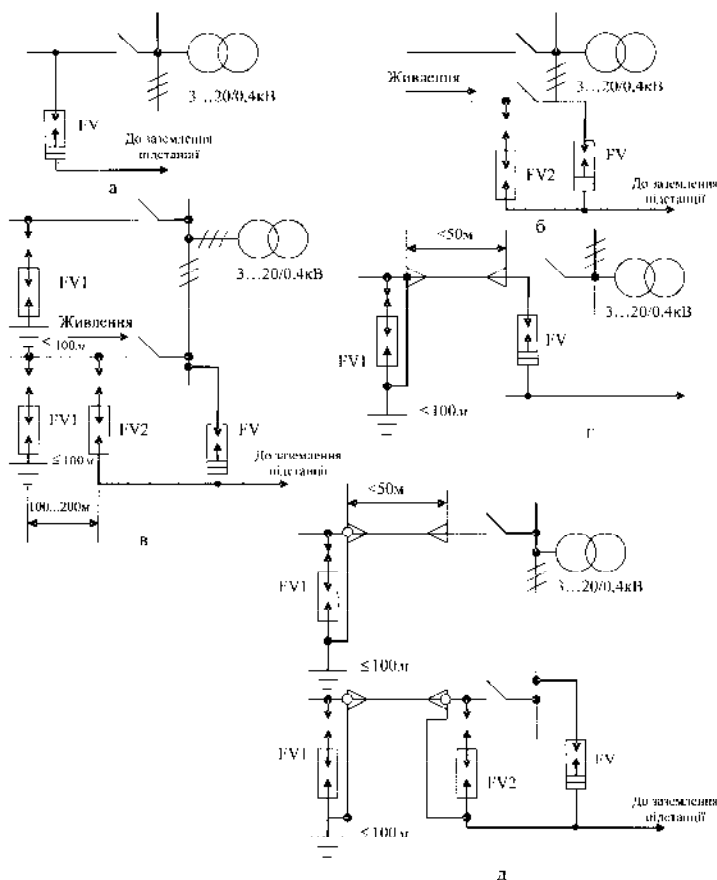 3...20/0,4кВ
FV
До заземлення
підстанції
а
Живлення
3...20/0,4кВ
FV2
FV
До заземлення
підстанції
б
3...20/0,4кВ
FV1
Живлення
< 100м
FV1
FV2
FV
≤ 100м
До заземлення
підстанції
100...200м
в
<50м
3...20/0,4кВ
FV1
FV
<100м
г
<50м
3...20/0,4кВ
FV1
≤ 100м
FV1
FV2
FV
До заземлення
підстанції
≤ 100м
д